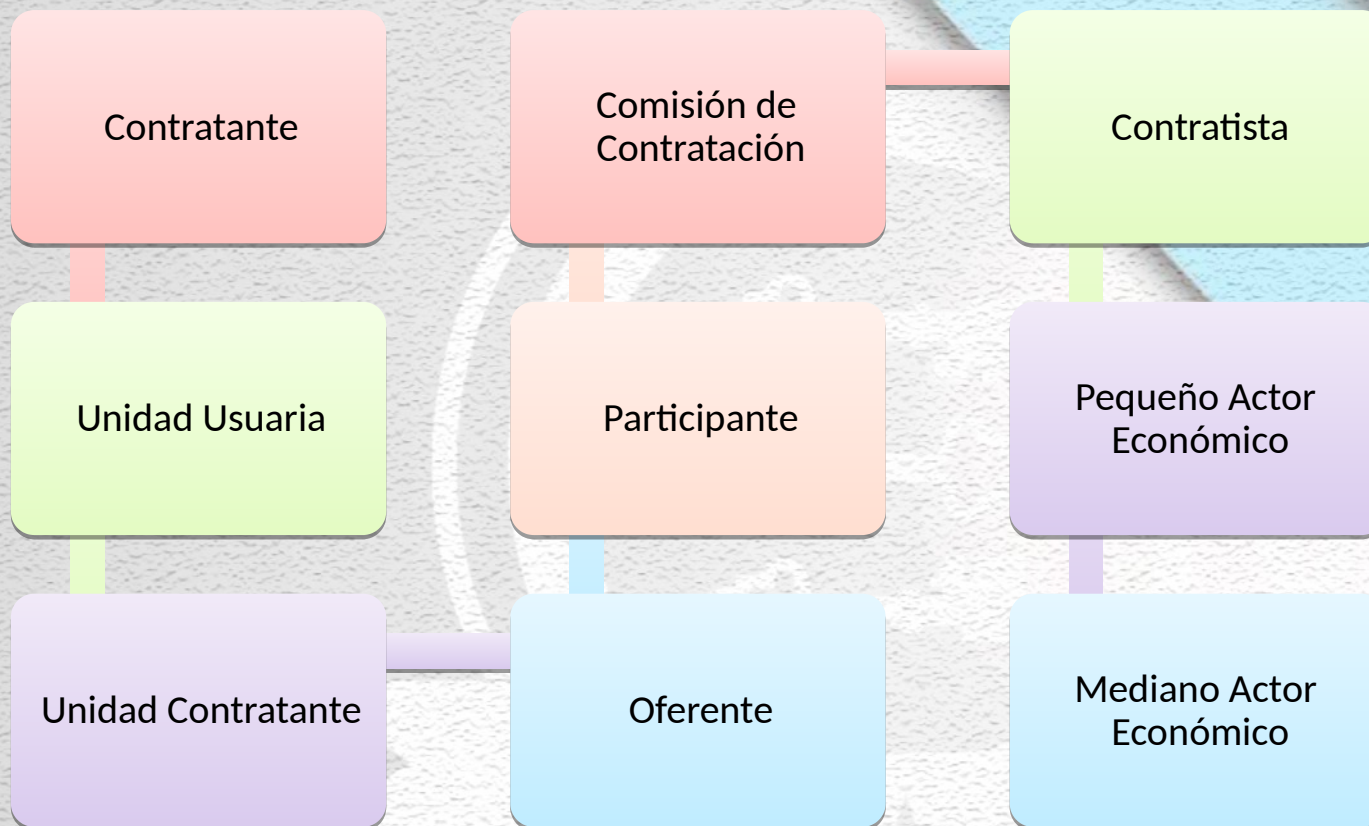 Contratante
Unidad Usuaria
Unidad Contratante
Oferente
Participante
Comisión de
Contratación
Contratista
Pequeño Actor
Económico
Mediano Actor
Económico